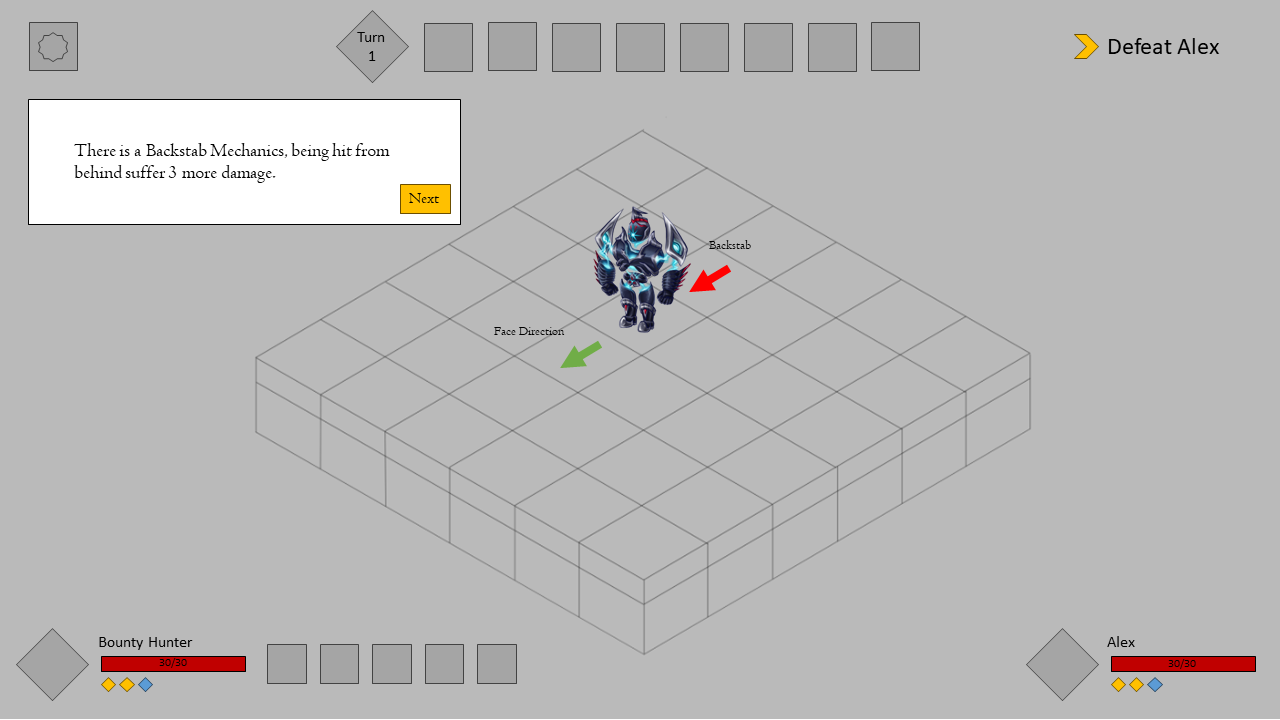 Turn
1
Defeat Alex
There is a Backstab Mechanics, being hit from
behind suffer 3 more damage.
Next
Backstab
Face Direction
Bounty Hunter
30/30
Alex
30/30